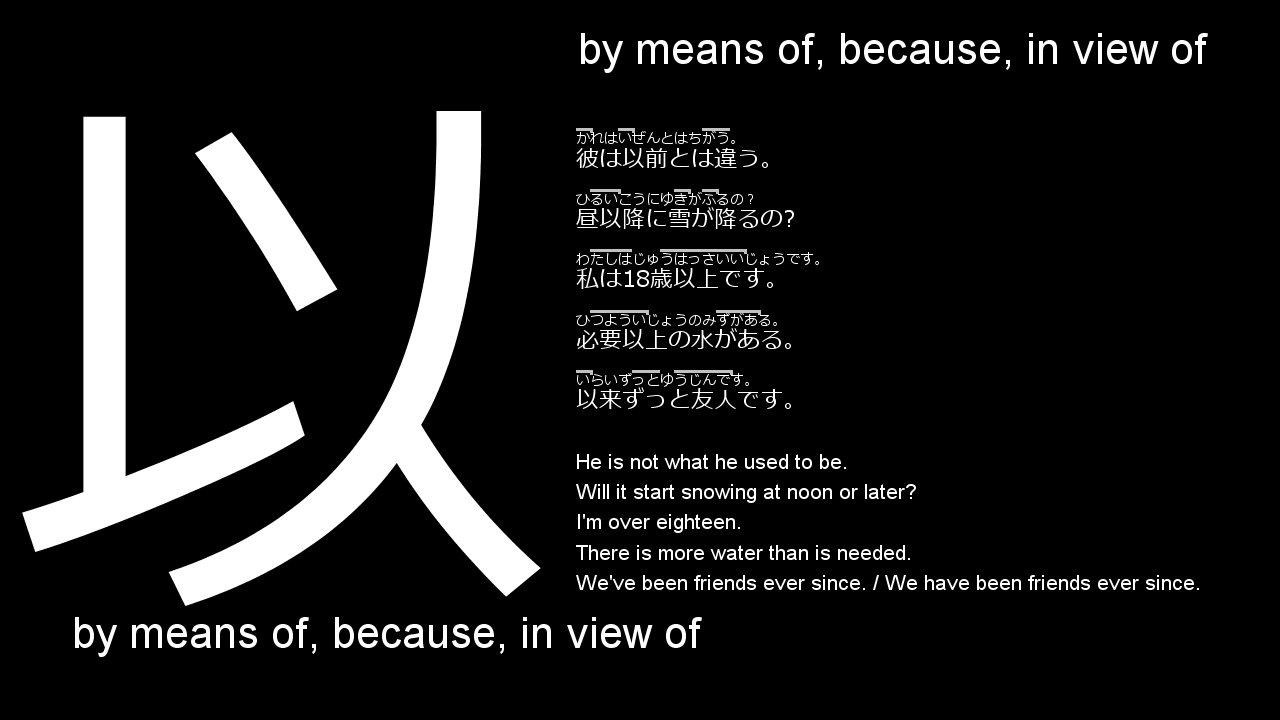 by means of, because, in view of
以
かれはいぜんとはちがう。
彼は以前とは違う。
ひるいこうにゆきがふるの？
昼以降に雪が降るの?
わたしはじゅうはっさいいじょうです。
私は18歳以上です。
ひつよういじょうのみずがある。
必要以上の水がある。
いらいずっとゆうじんです。
以来ずっと友人です。
He is not what he used to be.
Will it start snowing at noon or later?
I'm over eighteen.
There is more water than is needed.
We've been friends ever since. / We have been friends ever since.
by means of, because, in view of